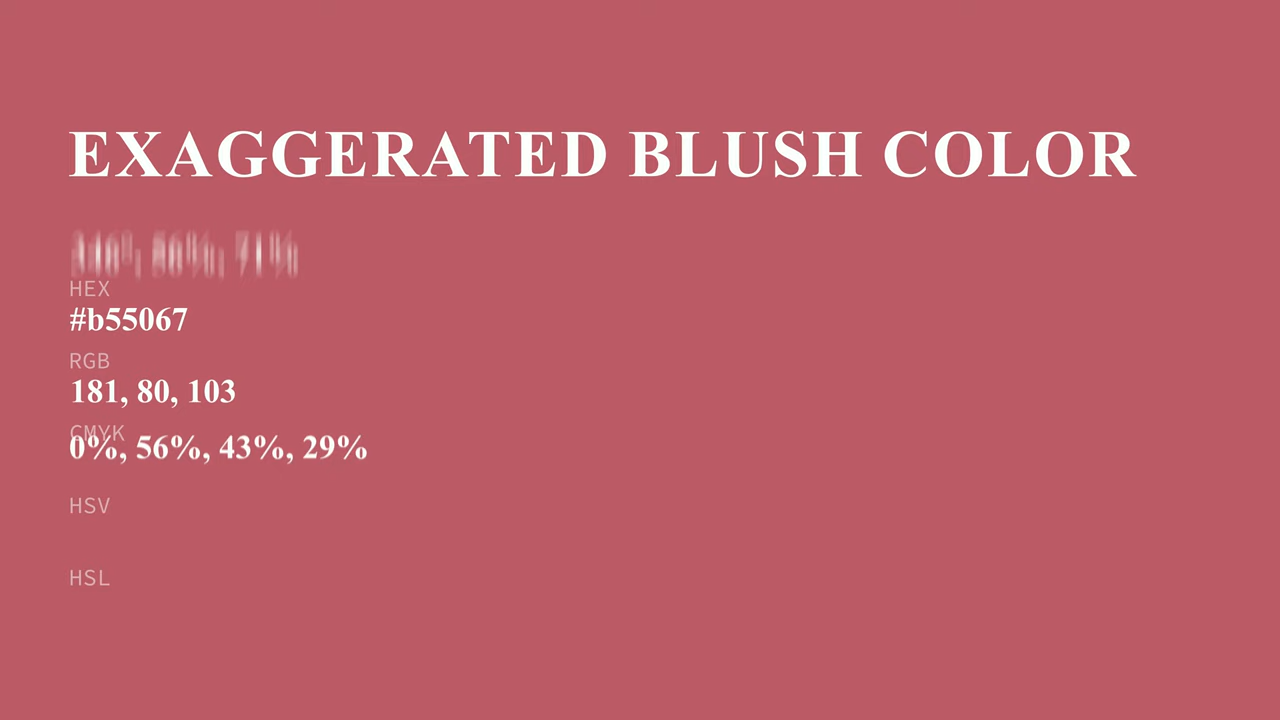 EXAGGERATED BLUSH COLOR
HEX
#b55067
RGB
181, 80, 103
CMYK
0%, 56%, 43%, 29%
HSV
HSL